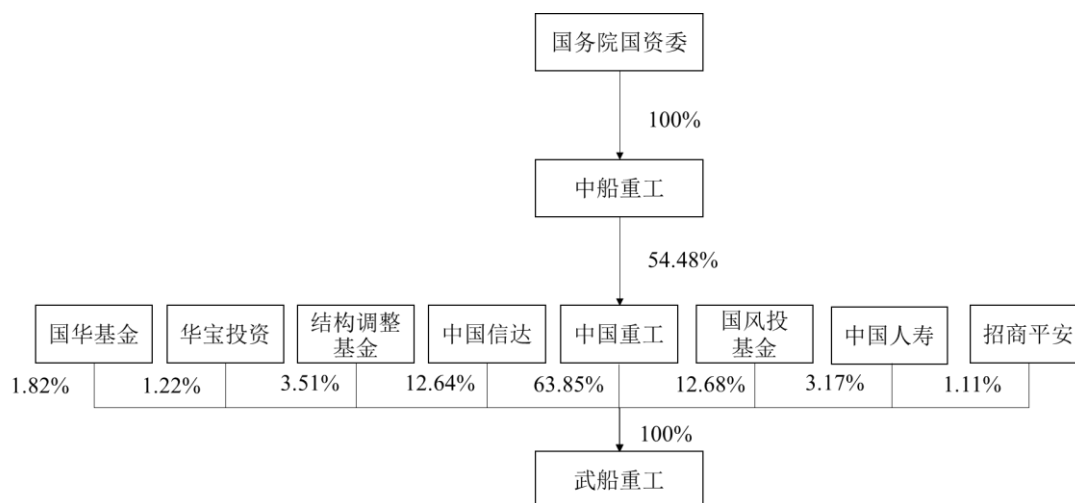 国务院国资委
100%
中船重工
54.48%
国华基金
华宝投资
结构调整
基金
中国信达
中国重工
国风投
基金
中国人寿
招商平安
1.82%
1.22%
3.51%
12.64%
63.85%
12.68%
3.17%
1.11%
100%
武船重工